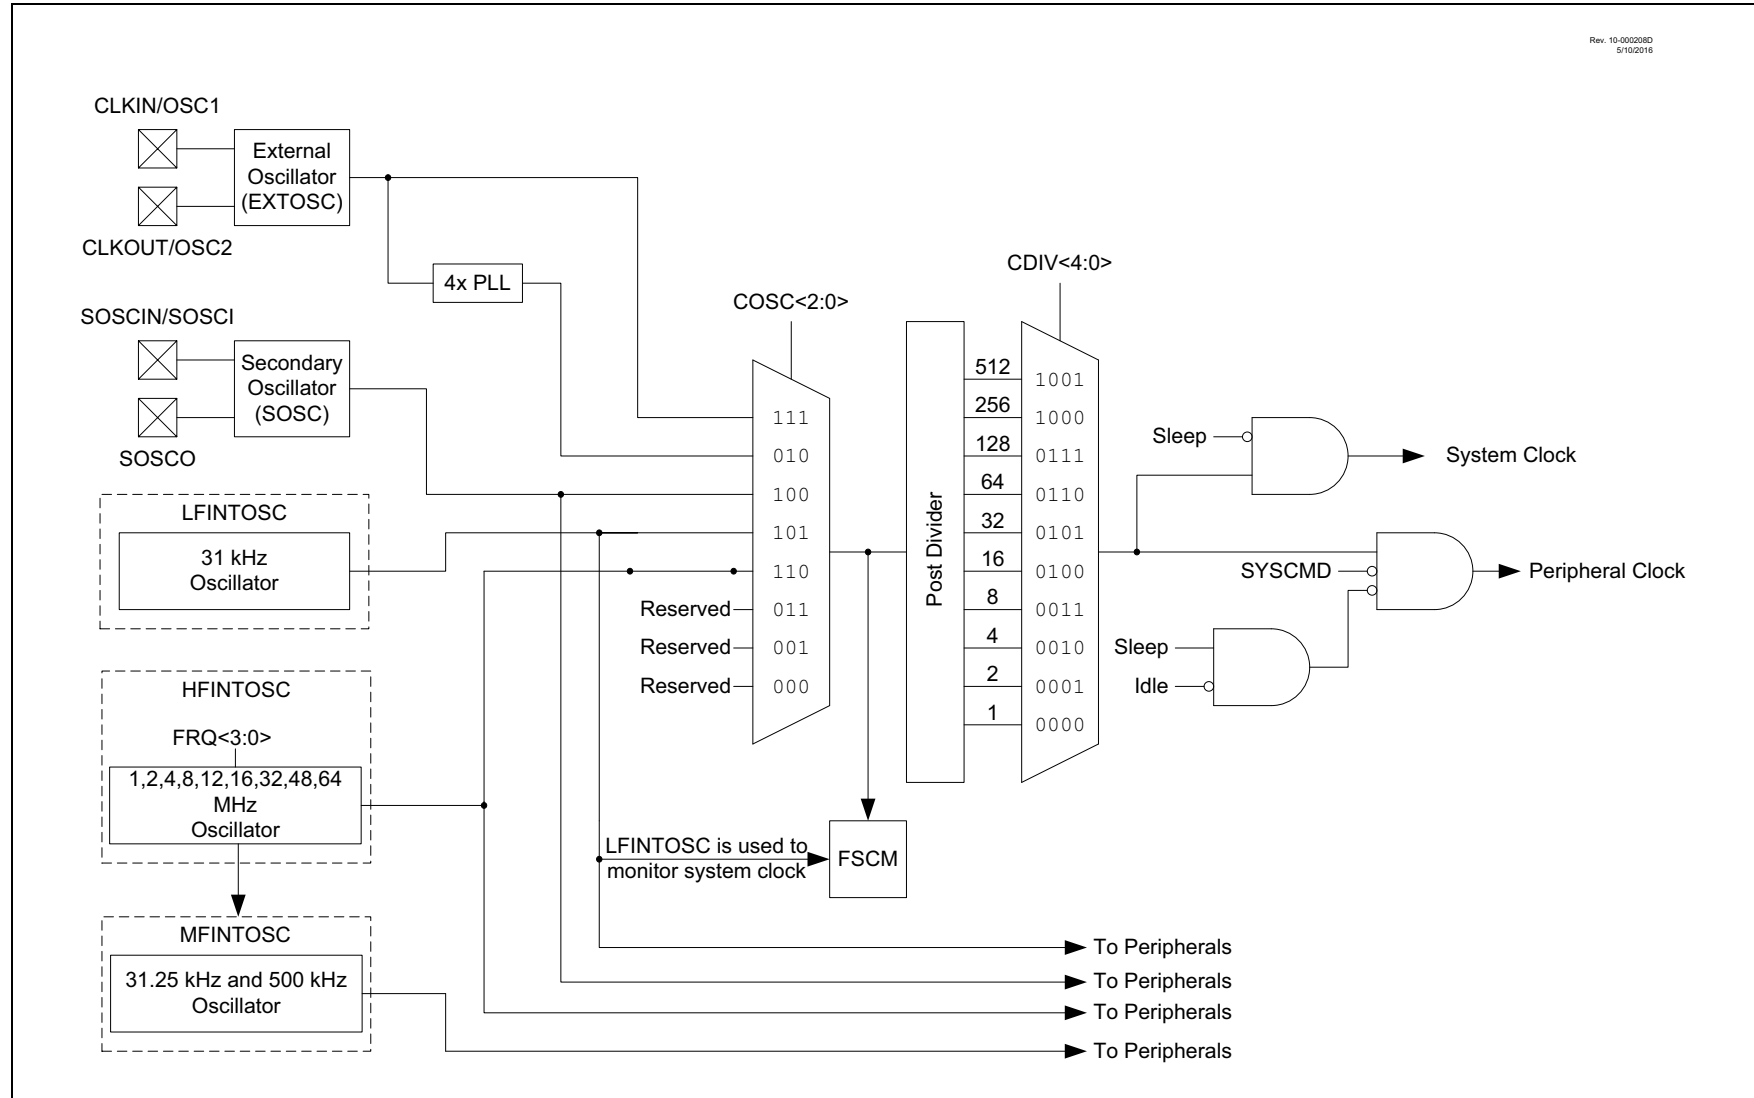 Rev. 10-000208D
5/10/2016
CLKIN/OSC1
External
Oscillator
(EXTOSC)
CLKOUT/OSC2
4x PLL
SOSCIN/SOSCI
Secondary
Oscillator
(SOSC)
SOSCO
LFINTOSC
31 kHz
Oscillator
HFINTOSC
FRQ<3:0>
1,2,4,8,12,16,32,48,64
MHz
Oscillator
MFINTOSC
31.25 kHz and 500 kHz
Oscillator
COSC<2:0>
111
010
100
101
110
Reserved 011
Reserved 001
Reserved 000
LFINTOSC is used to
monitor system clock
FSCM
Post Divider
CDIV<4:0>
512 1001
256 1000
128 0111
64 0110
32 0101
16 0100
8 0011
4 0010
2 0001
1 0000
Sleep
System Clock
SYSCMD
Peripheral Clock
Sleep
Idle
To Peripherals
To Peripherals
To Peripherals
To Peripherals